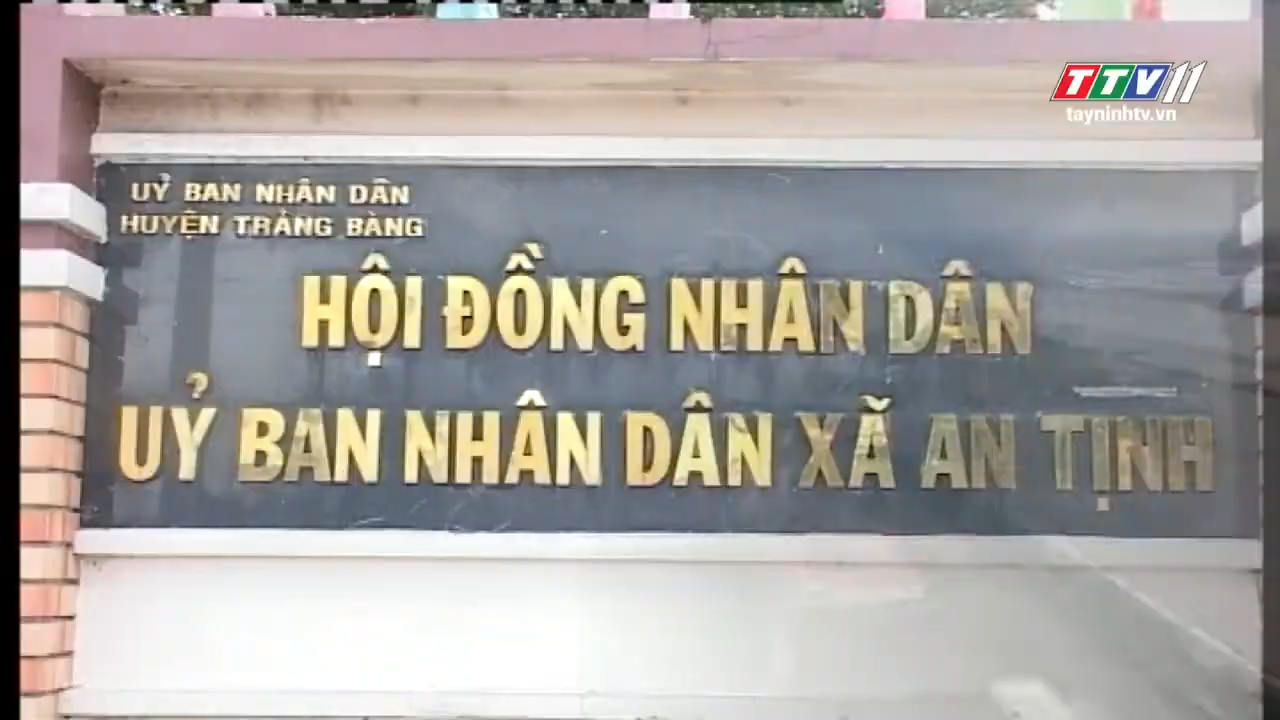 TTV11
tayninhtv.vn
UỶ BAN NHÂN DÂN
HUYỆN TRẢNG BÀNG
HỘI ĐỒNG NHÂN DÂN
UỶ BAN NHÂN DÂN XÃ AN TỊNH